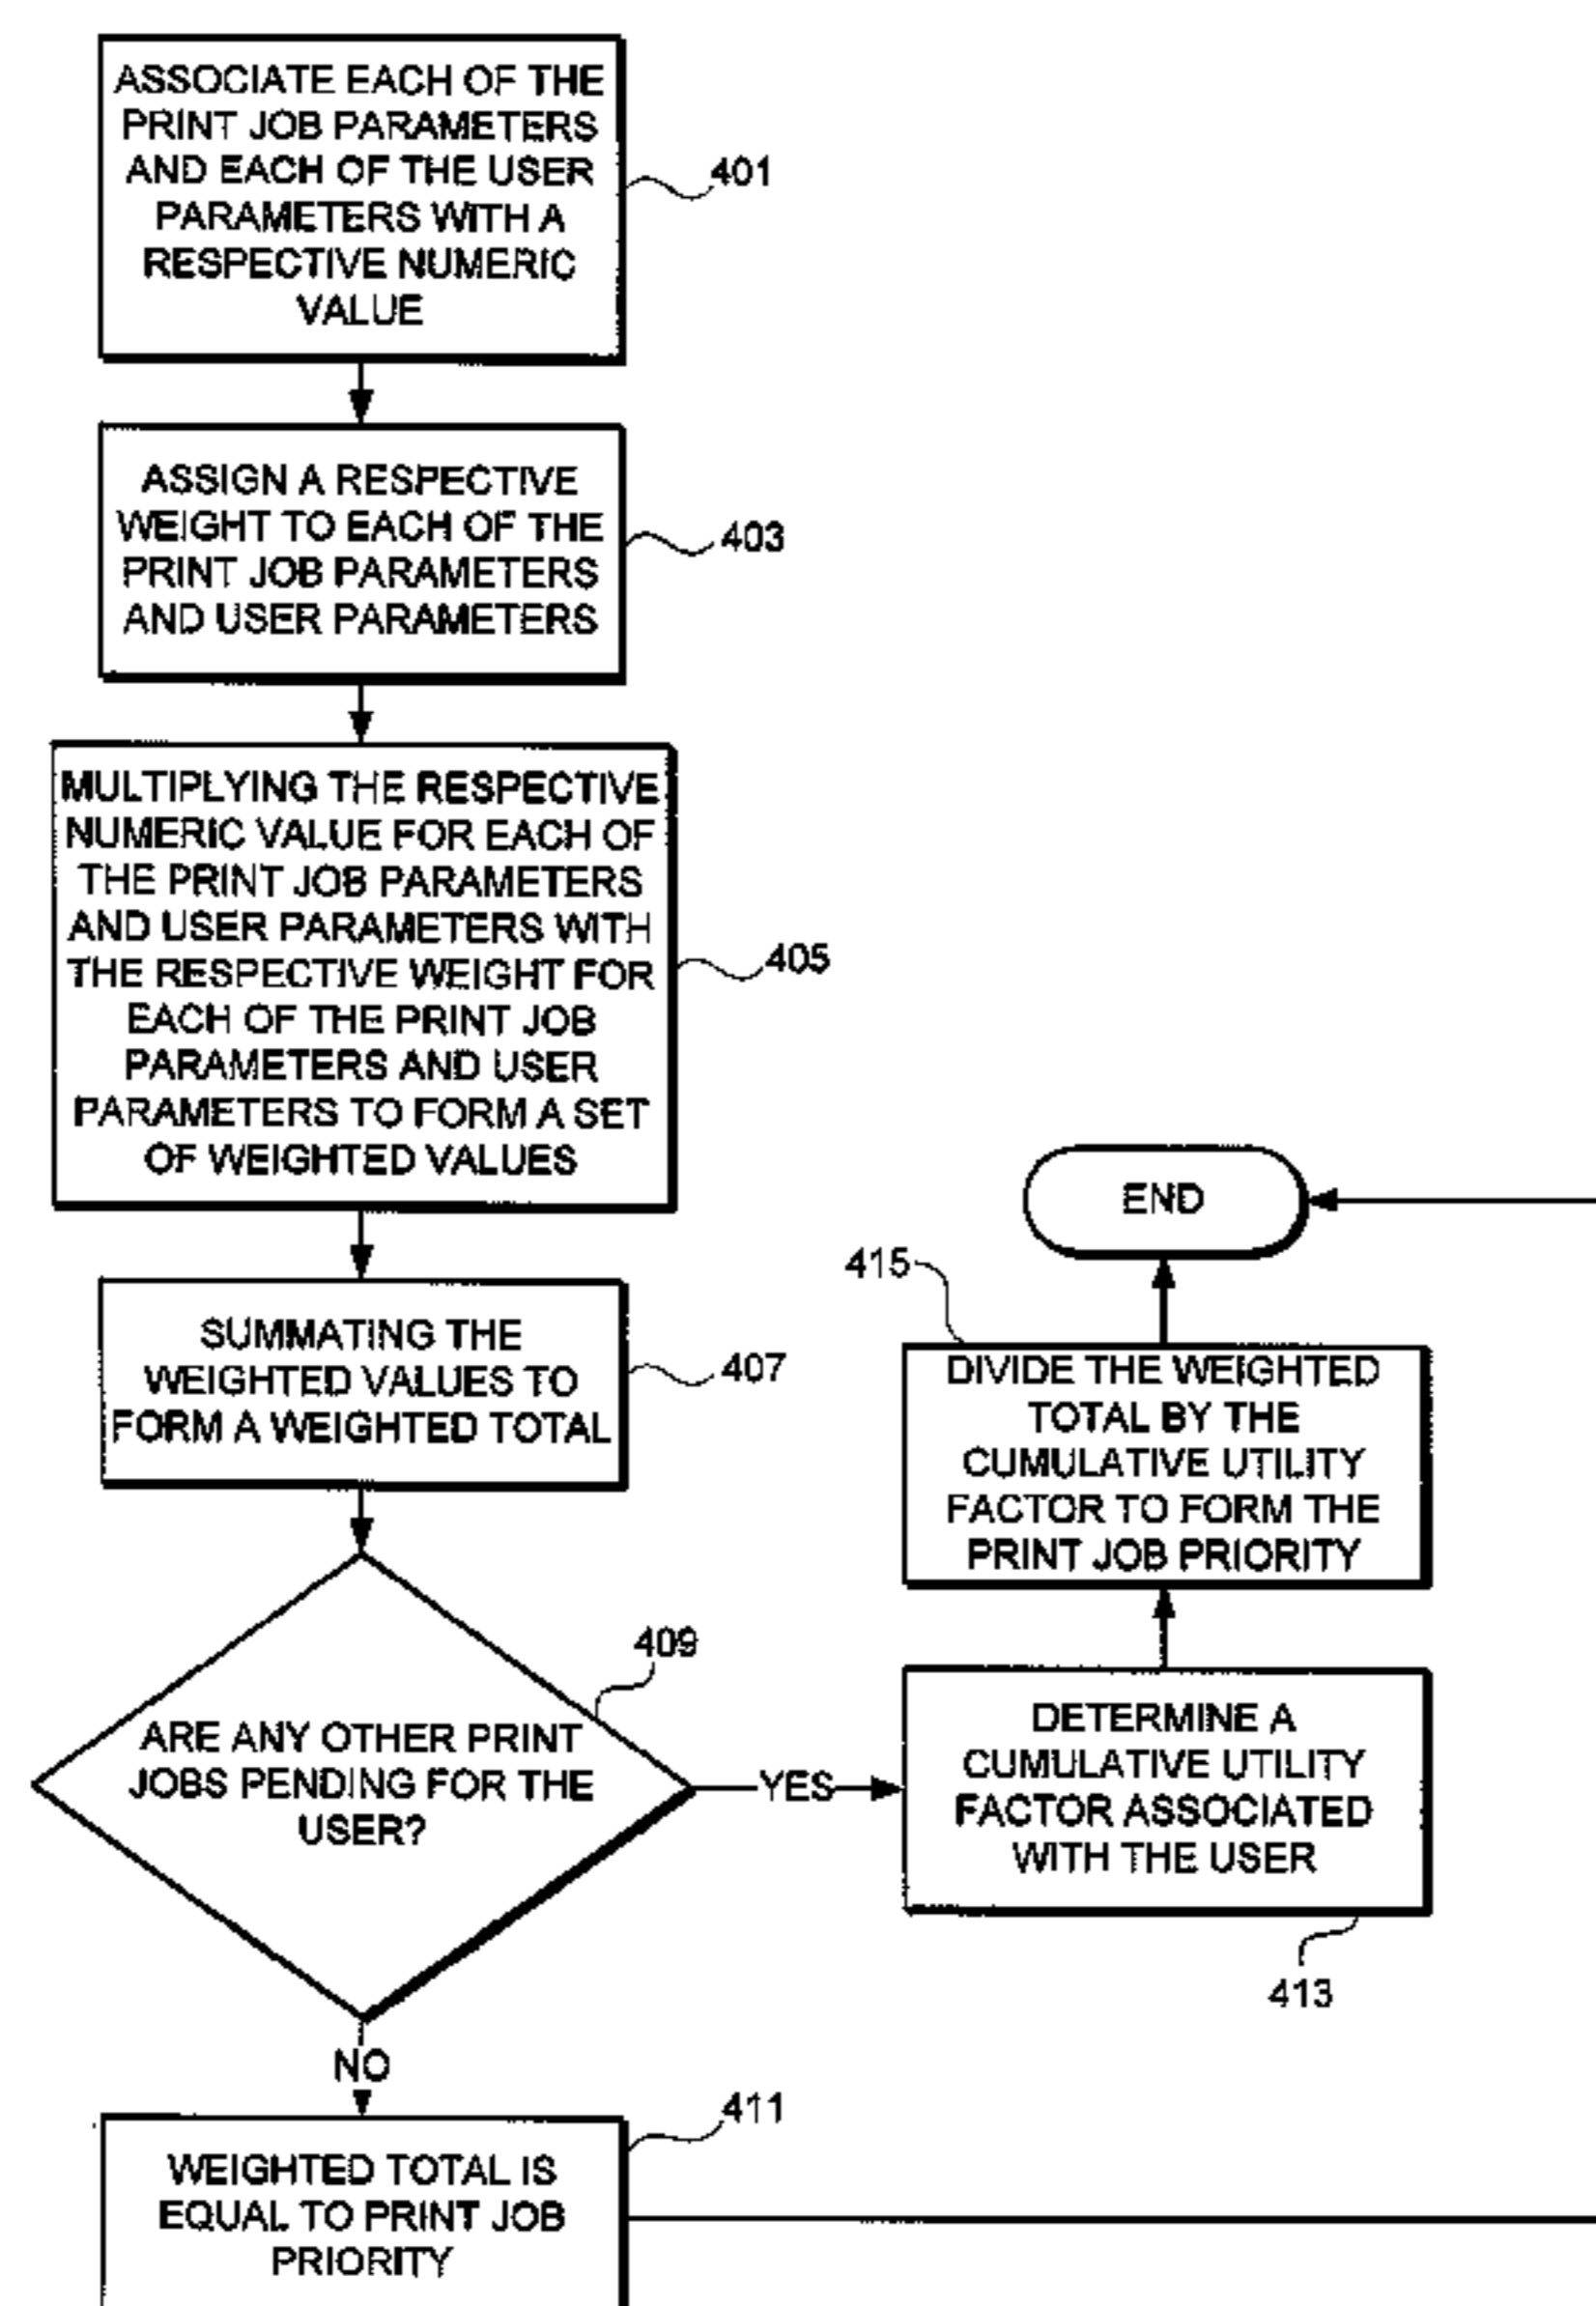 ASSOCIATE EACH OF THE
PRINT JOB PARAMETERS
AND EACH OF THE USER
PARAMETERS WITH A
RESPECTIVE NUMERIC
VALUE
401
ASSIGN A RESPECTIVE
WEIGHT TO EACH OF THE
PRINT JOB PARAMETERS
AND USER PARAMETERS
403
MULTIPLYING THE RESPECTIVE
NUMERIC VALUE FOR EACH OF
THE PRINT JOB PARAMETERS
AND USER PARAMETERS WITH
THE RESPECTIVE WEIGHT FOR
EACH OF THE PRINT JOB
PARAMETERS AND USER
PARAMETERS TO FORM A SET
OF WEIGHTED VALUES
405
SUMMATING THE
WEIGHTED VALUES TO
FORM A WEIGHTED TOTAL
407
ARE ANY OTHER PRINT
JOBS PENDING FOR THE
USER?
409
YES
NO
WEIGHTED TOTAL IS
EQUAL TO PRINT JOB
PRIORITY
411
END
415
DIVIDE THE WEIGHTED
TOTAL BY THE
CUMULATIVE UTILITY
FACTOR TO FORM THE
PRINT JOB PRIORITY
DETERMINE A
CUMULATIVE UTILITY
FACTOR ASSOCIATED
WITH THE USER
413